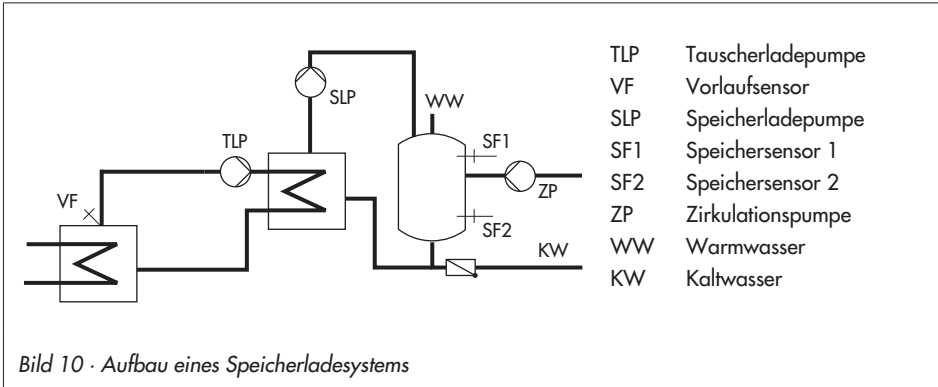 TLP Tauscherladepumpe
VF Vorlaufsensor
SLP Speicherladepumpe
SF1 Speichersensor 1
SF2 Speichersensor 2
ZP Zirkulationspumpe
WW Warmwasser
KW Kaltwasser
SLP
WW
TLP
SF1
ZP
VF
SF2
KW
Bild 10 · Aufbau eines Speicherladesystems